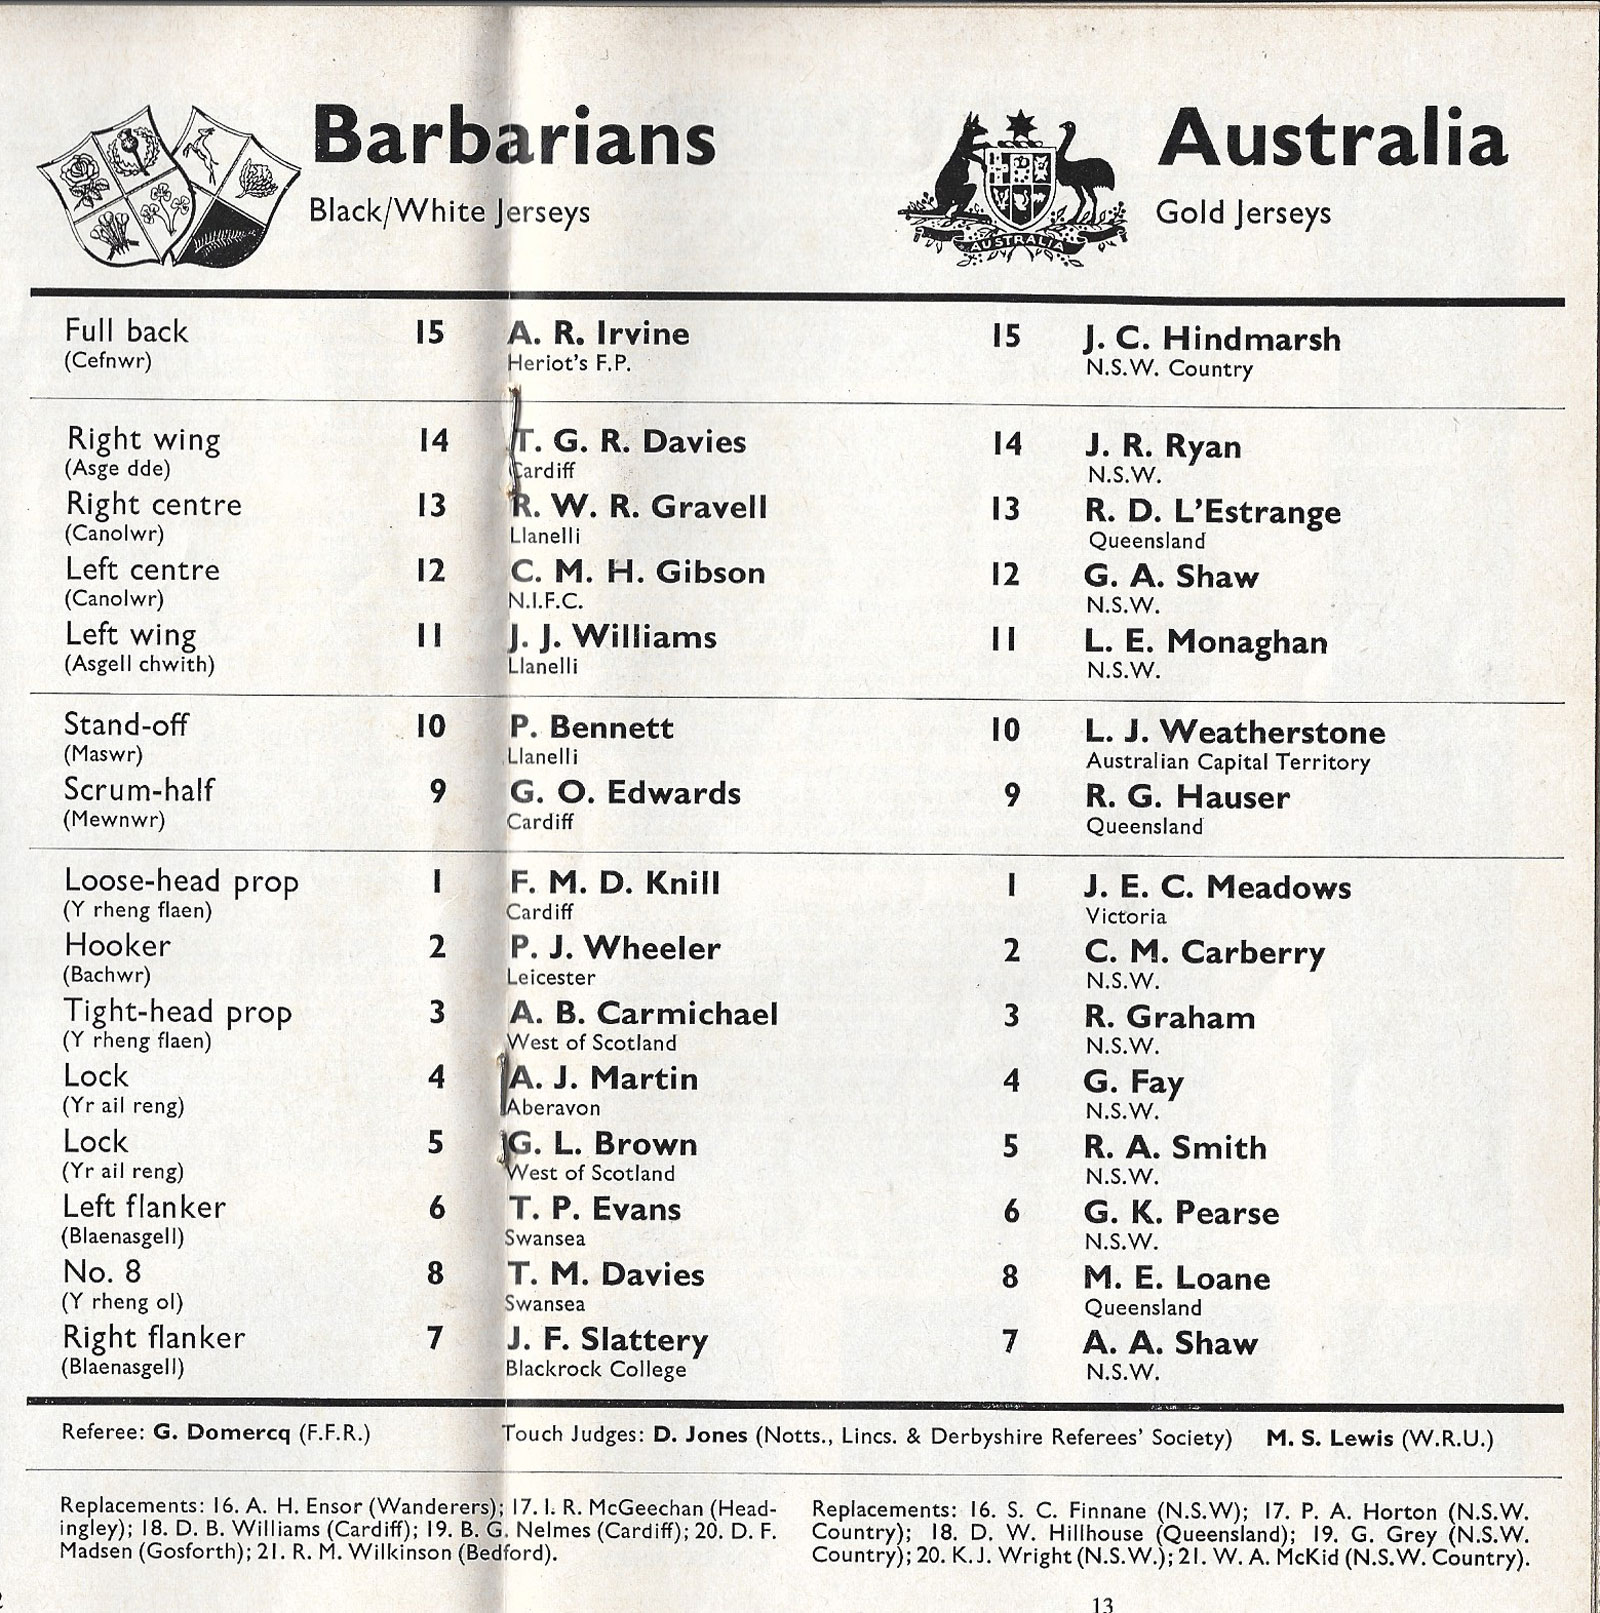 Barbarians
Black/White Jerseys
AUSTRALIA
Australia
Gold Jerseys
Full back 15 A. R. Irvine 15 J. C. Hindmarsh
(Cefnwr) Heriot's F.P. N.S.W. Country
Right wing 14 T. G. R. Davies 14 J. R. Ryan
(Asge dde) Cardiff N.S.W.
Right centre 13 R. W. R. Gravell 13 R. D. L'Estrange
(Canolwr) Llanelli Queensland
Left centre 12 C. M. H. Gibson 12 G. A. Shaw
(Canolwr) N.I.F.C. N.S.W.
Left wing 11 J. J. Williams 11 L. E. Monaghan
(Asgell chwith) Llanelli N.S.W.
Stand-off 10 P. Bennett 10 L. J. Weatherstone
(Maswr) Llanelli Australian Capital Territory
Scrum-half 9 G. O. Edwards 9 R. G. Hauser
(Mewnwr) Cardiff Queensland
Loose-head prop 1 F. M. D. Knill 1 J. E. C. Meadows
(Y rheng flaen) Cardiff Victoria
Hooker 2 P. J. Wheeler 2 C. M. Carberry
(Bachwr) Leicester N.S.W.
Tight-head prop 3 A. B. Carmichael 3 R. Graham
(Y rheng flaen) West of Scotland N.S.W.
Lock 4 A. J. Martin 4 G. Fay
(Yr ail reng) Aberavon N.S.W.
Lock 5 G. L. Brown 5 R. A. Smith
(Yr ail reng) West of Scotland N.S.W.
Left flanker 6 T. P. Evans 6 G. K. Pearse
(Blaenasgell) Swansea N.S.W.
No. 8 8 T. M. Davies 8 M. E. Loane
(Y rheng ol) Swansea Queensland
Right flanker 7 J. F. Slattery 7 A. A. Shaw
(Blaenasgell) Blackrock College N.S.W.
Referee: G. Domercq (F.F.R.) Touch Judges: D. Jones (Notts., Lincs. & Derbyshire Referees' Society) M. S. Lewis (W.R.U.)
Replacements: 16. A. H. Ensor (Wanderers); 17. I. R. McGeechan (Head-
ingley); 18. D. B. Williams (Cardiff); 19. B. G. Nelmes (Cardiff); 20. D. F.
Madsen (Gosforth); 21. R. M. Wilkinson (Bedford).
Replacements: 16. S. C. Finnane (N.S.W); 17. P. A. Horton (N.S.W.
Country); 18. D. W. Hillhouse (Queensland); 19. G. Grey (N.S.W.
Country); 20. K. J. Wright (N.S.W.); 21. W. A. McKid (N.S.W. Country).
13